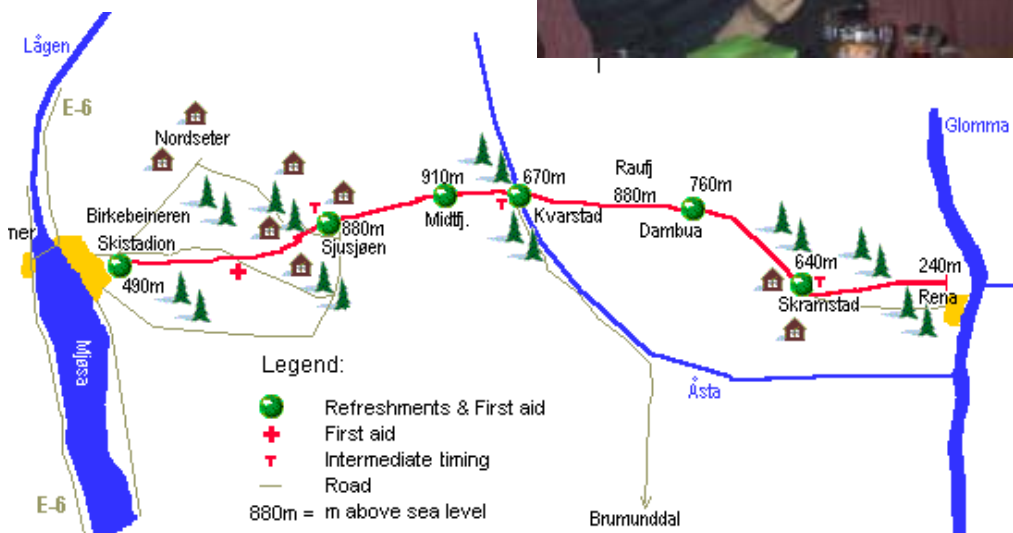 Lågen
E-6
Glomma
Nordseter
Raufj
910m
670m
760m
880m
Midtfj.
Kvarstad
Dambua
Birkebeineren
Skistadion
880m
Sjusjøen
ner
490m
640m
240m
Skramstad
Rena
Mjøsa
Åsta
Legend:
Refreshments & First aid
First aid
T Intermediate timing
Road
880m = m above sea level
E-6
Brumunddal